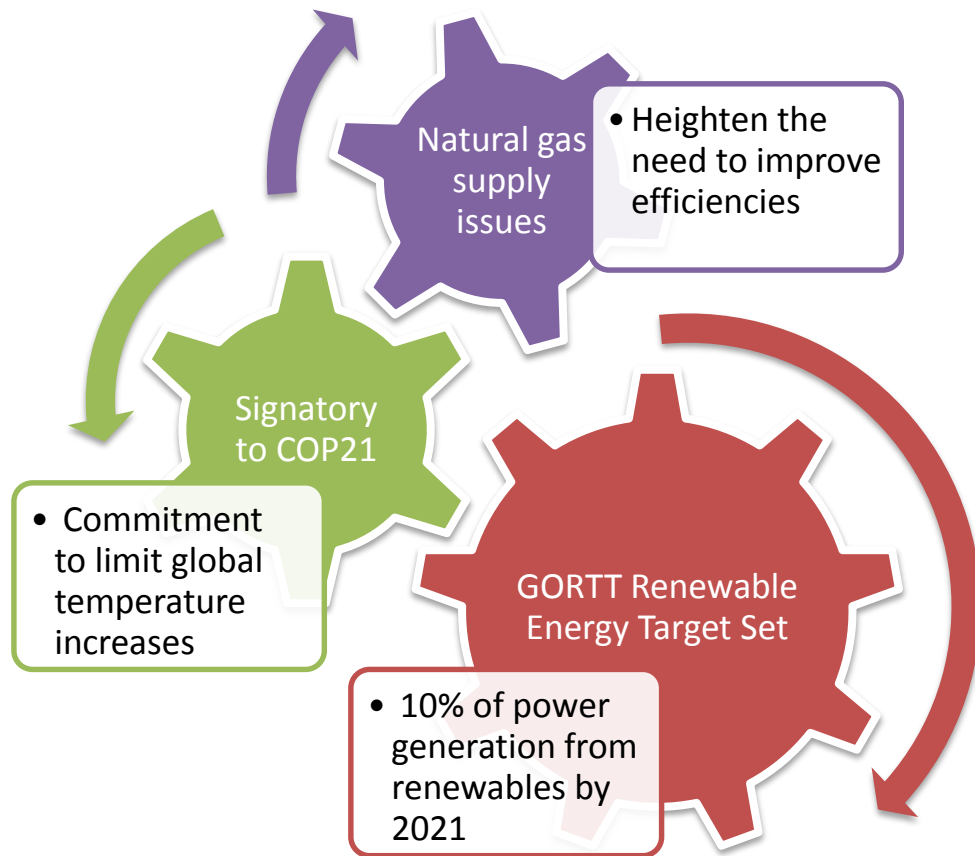 Natural gas
supply
issues
• Heighten the
need to improve
efficiencies
Signatory
to COP21
• Commitment
to limit global
temperature
increases
GORTT Renewable
Energy Target Set
• 10% of power
generation from
renewables by
2021